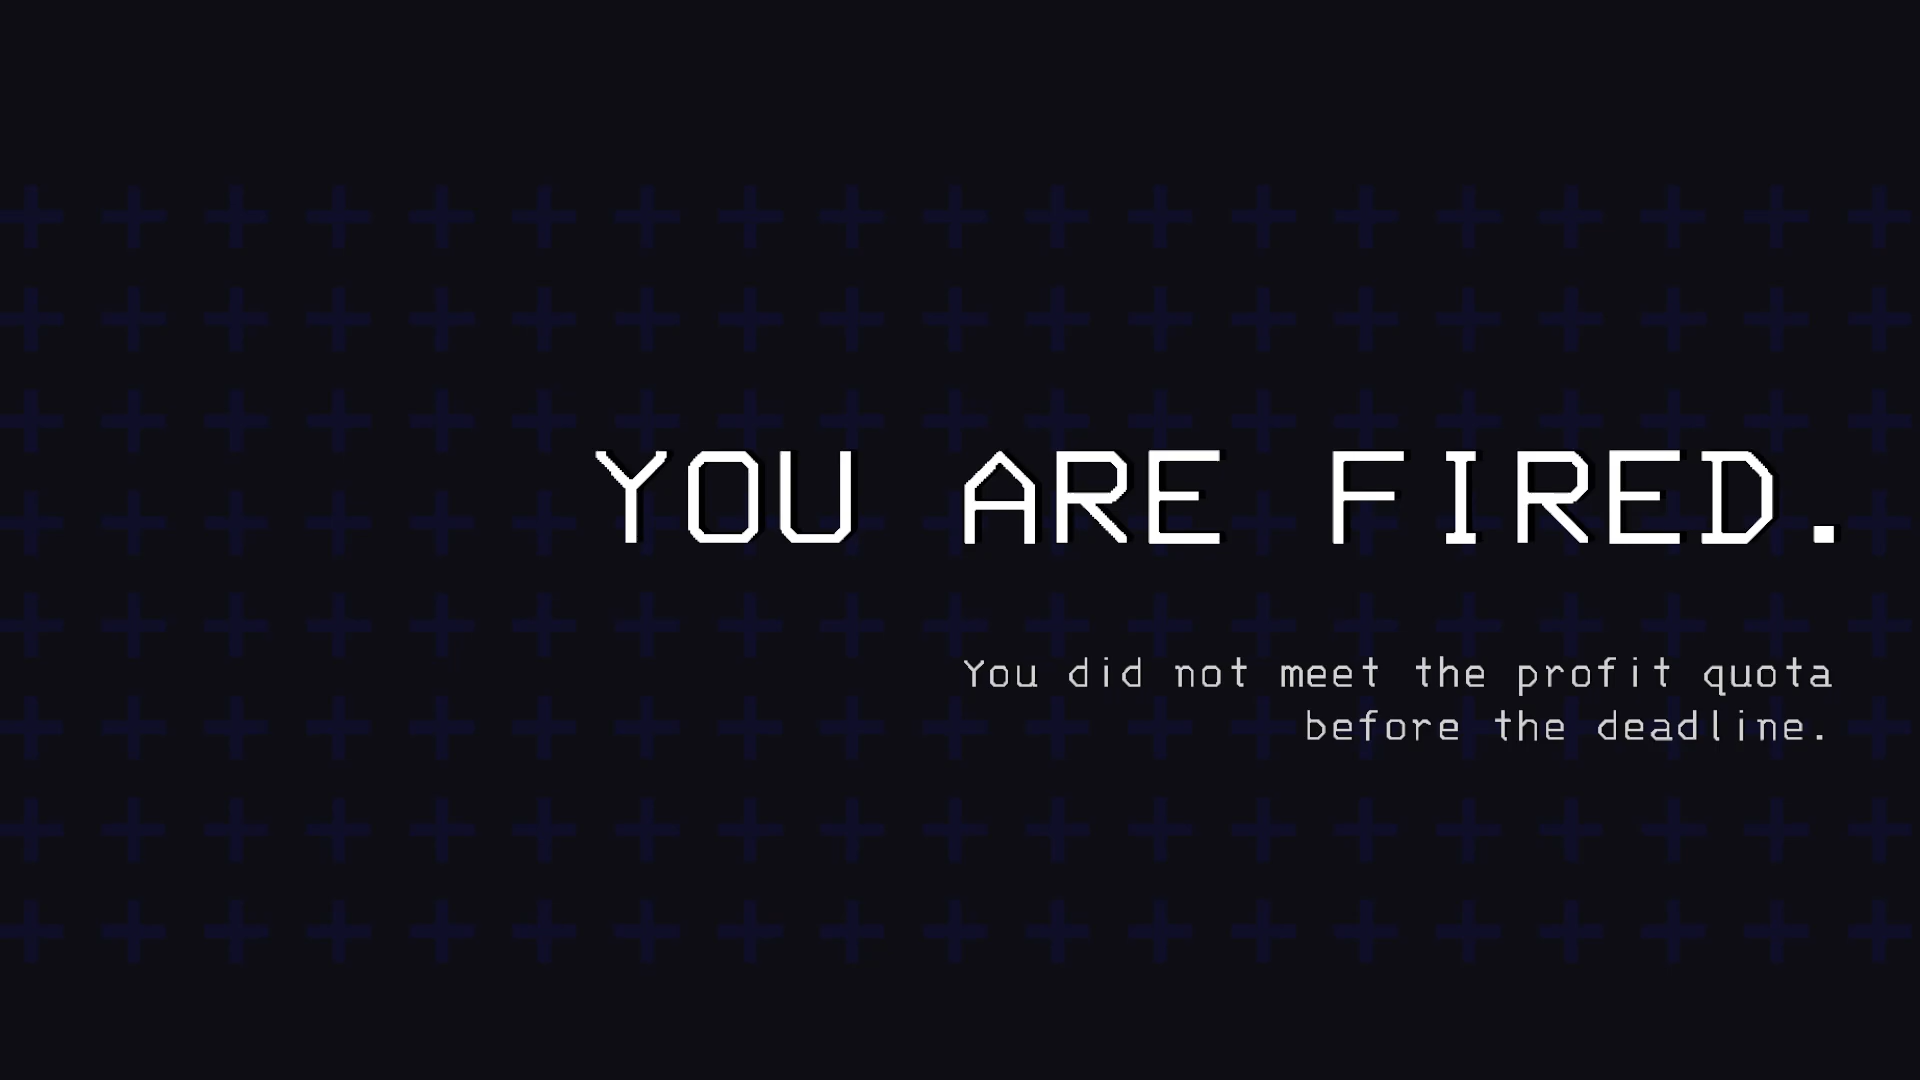 YOU ARE FIRED.
You did not meet the profit quota
before the deadline.